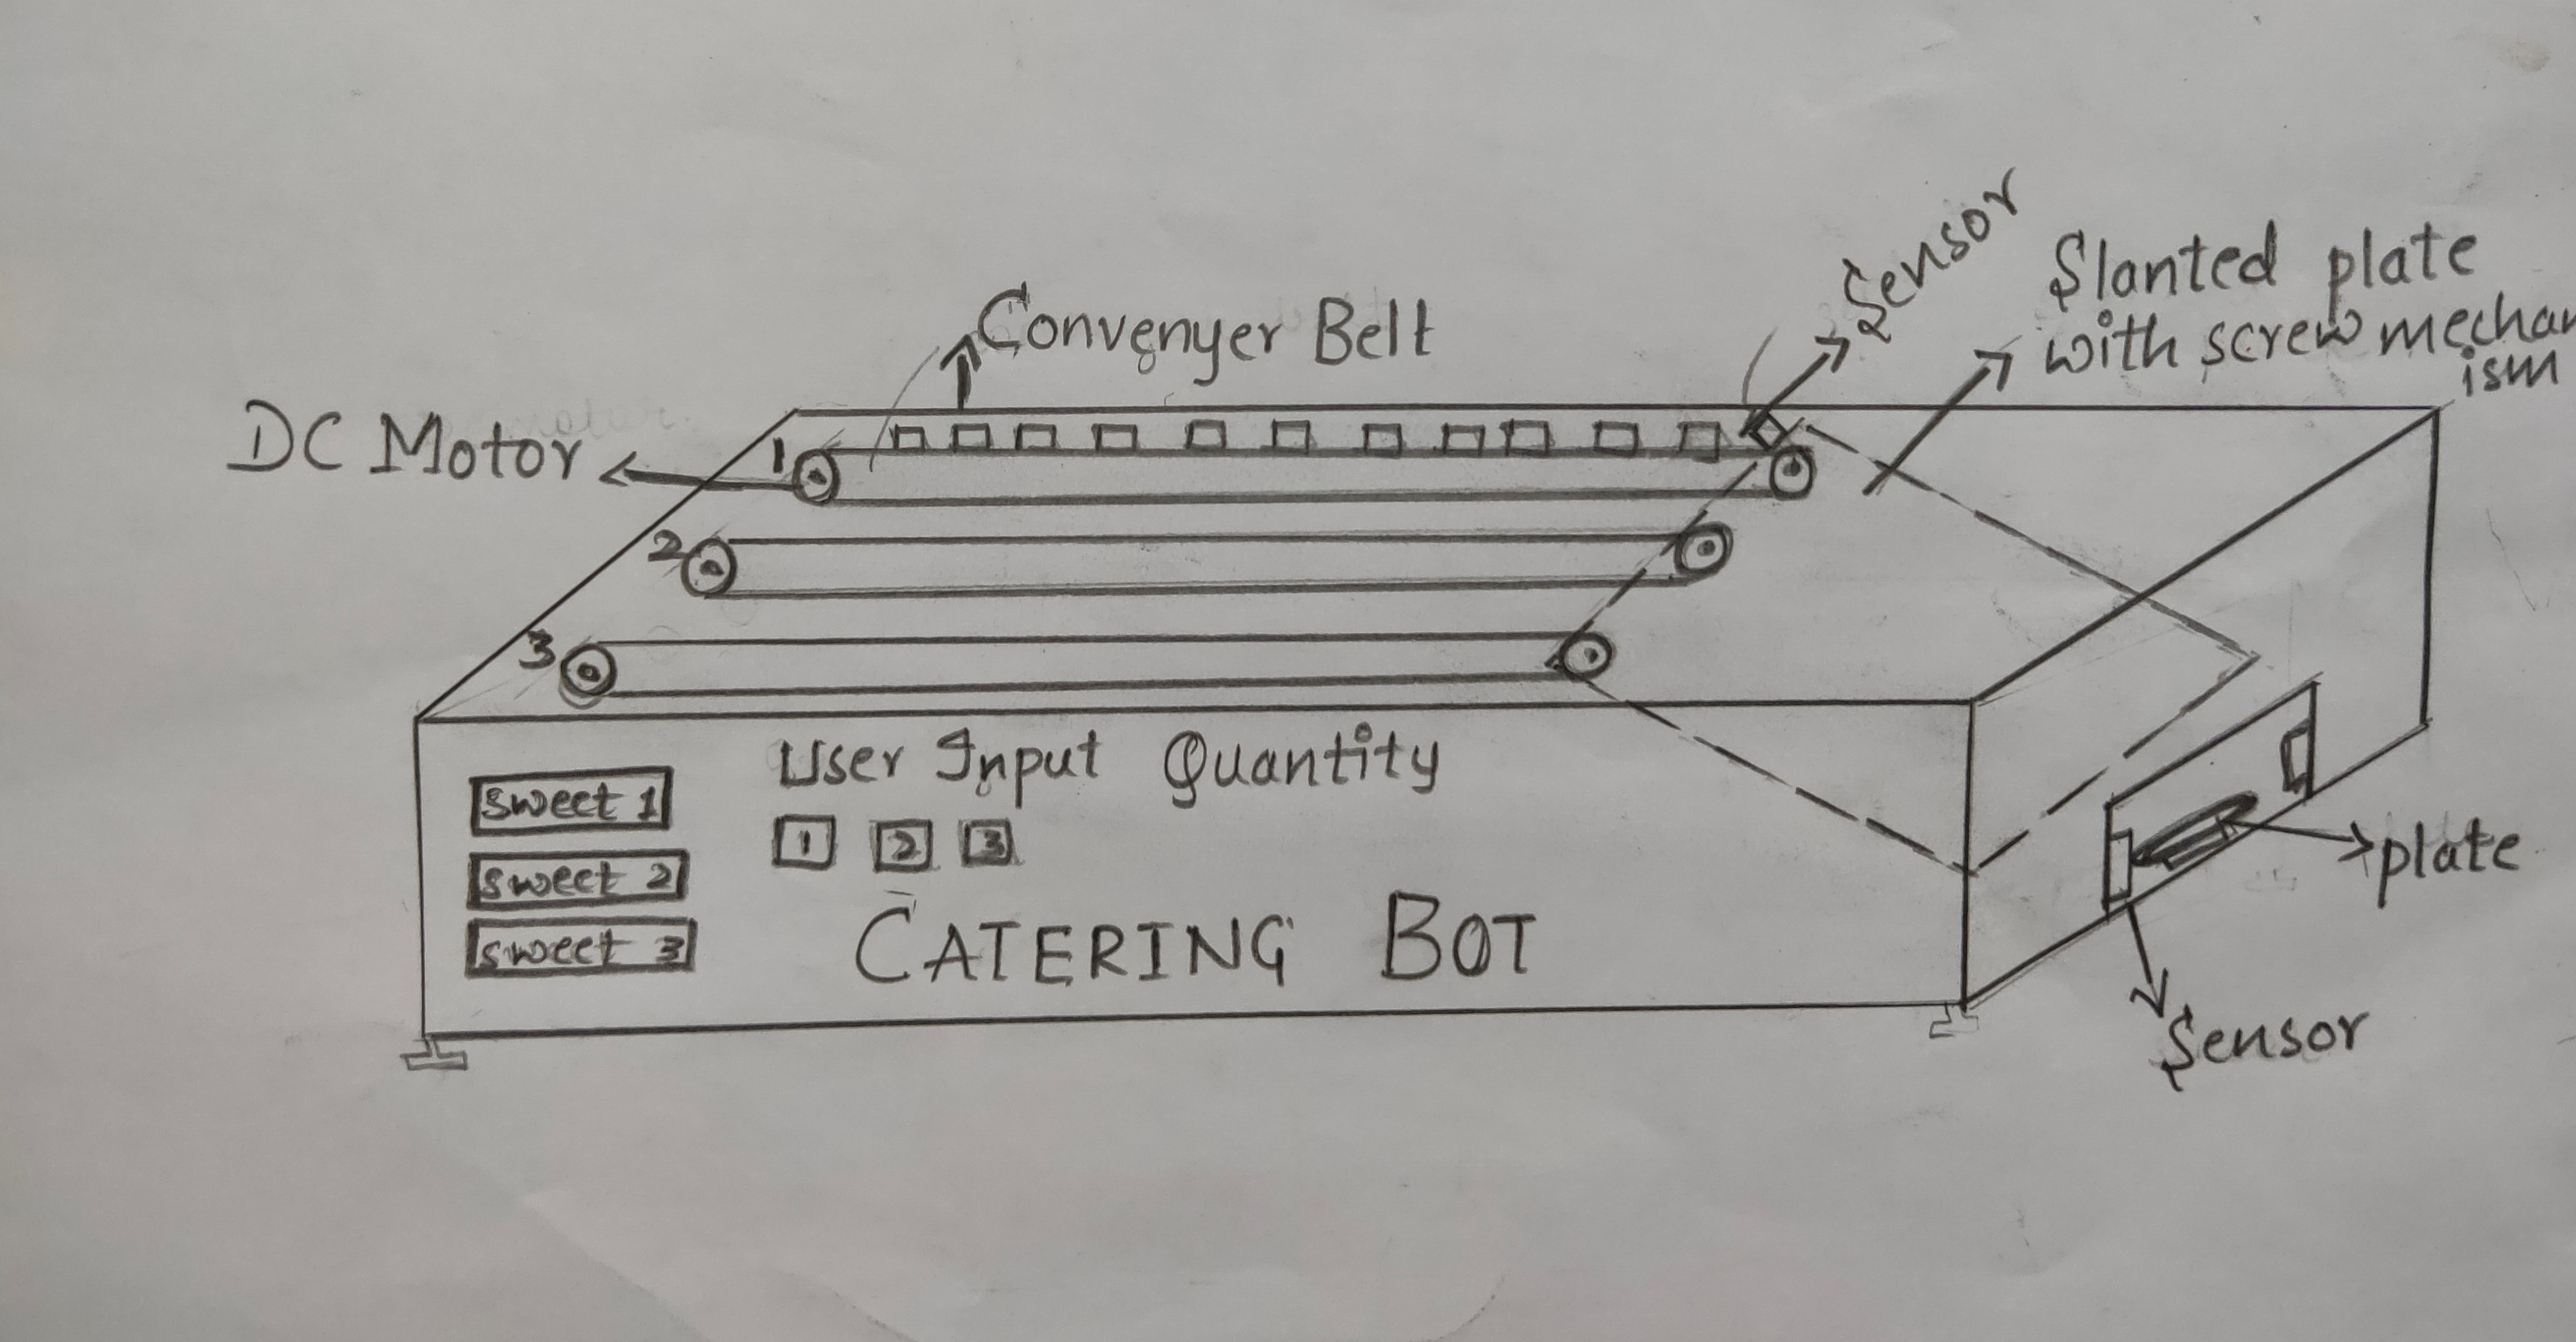 Sensor
Slanted plate
with screw mechan
ism
Convenyer Belt
DC Motor
1
2
3
User Input Quantity
sweet 1
1 2 3
sweet 2
sweet 3
CATERING BOT
plate
Sensor